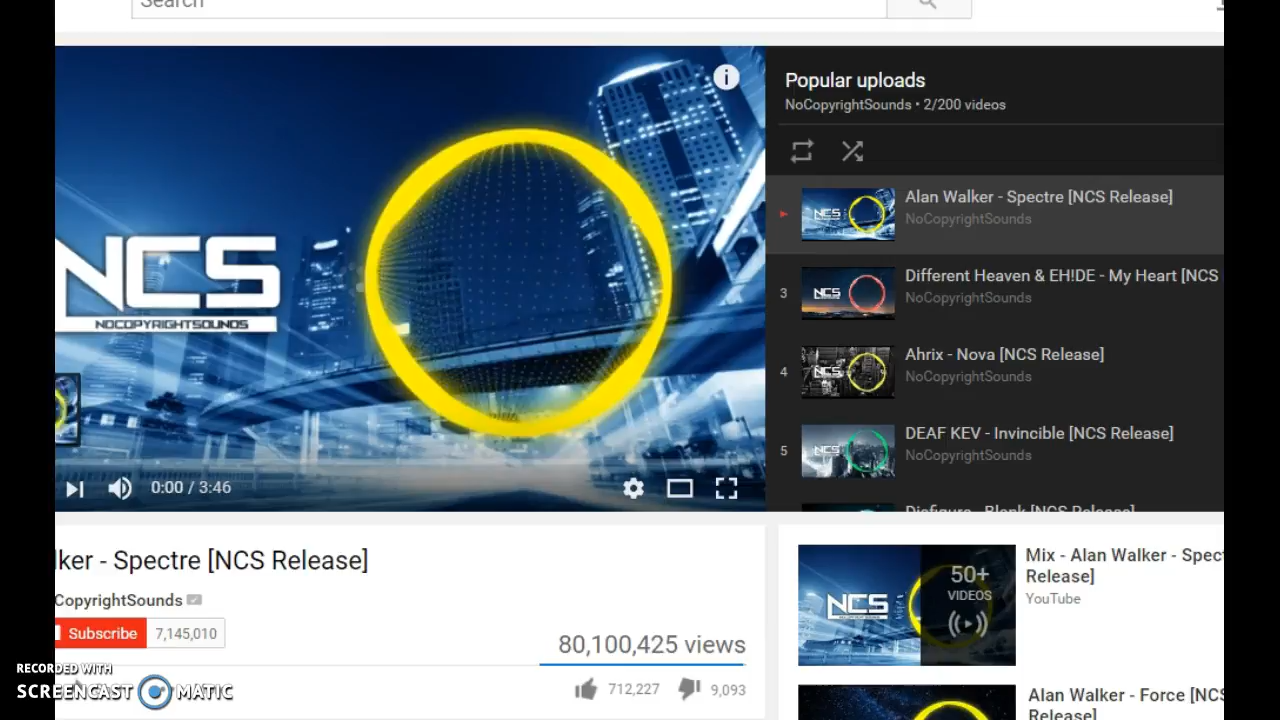 Search
NCS
NOCOPYRIGHTSOUNDS
0:00 / 3:46
Popular uploads
NoCopyrightSounds • 2/200 videos
Alan Walker - Spectre [NCS Release]
NoCopyrightSounds
3
Different Heaven & EH!DE - My Heart [NCS
NoCopyrightSounds
4
Ahrix - Nova [NCS Release]
NoCopyrightSounds
5
DEAF KEV - Invincible [NCS Release]
NoCopyrightSounds
Disfigure - Blank [NCS Release]
lker - Spectre [NCS Release]
CopyrightSounds
Subscribe 7,145,010
80,100,425 views
712,227 9,093
NCS
50+
VIDEOS
Mix - Alan Walker - Spect
Release]
YouTube
Alan Walker - Force [NCS
Release]
RECORDED WITH
SCREENCAST MATIC